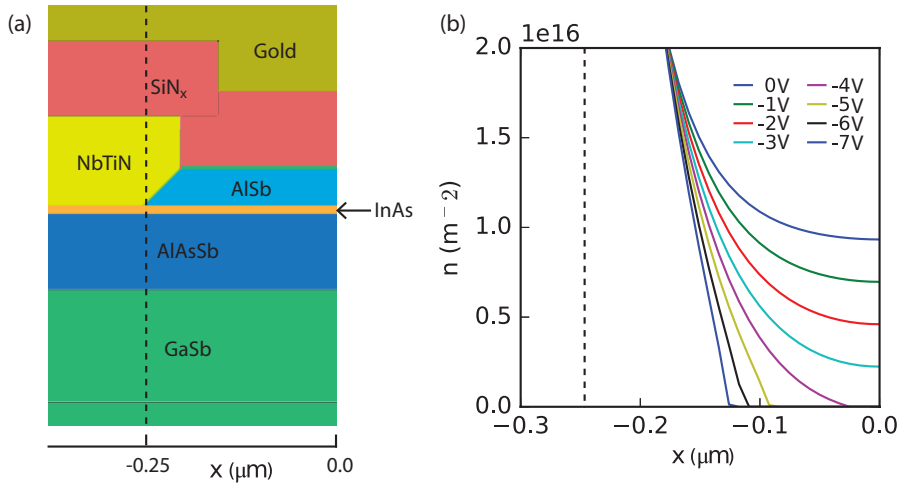 (a)
Gold
SiNx
NbTiN
AlSb
InAs
AlAsSb
GaSb
-0.25
0.0
x (μm)
(b)
1e16
2.0
1.5
1.0
0.5
0.0
n (m−2)
0V
-1V
-2V
-3V
-4V
-5V
-6V
-7V
−0.3
−0.2
−0.1
0.0
x (μm)